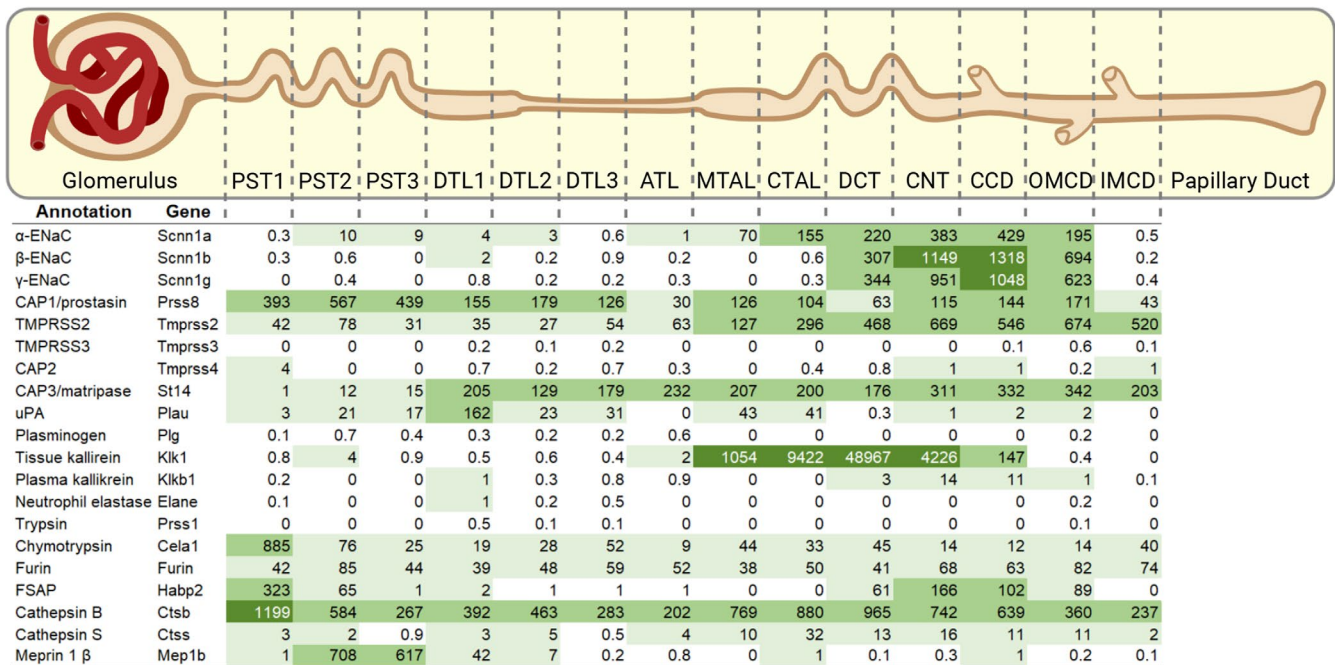 Glomerulus PST1 PST2 PST3 DTL1 DTL2 DTL3 ATL MTAL CTAL DCT CNT CCD OMCD IMCD Papillary Duct
Annotation Gene
α-ENaC Scnn1a 0.3 10 9 4 3 0.6 1 70 155 220 383 429 195 0.5
β-ENaC Scnn1b 0.3 0.6 0 2 0.2 0.9 0.2 0 0.6 307 1149 1318 694 0.2
γ-ENaC Scnn1g 0 0.4 0 0.8 0.2 0.2 0.3 0 0.3 344 951 1048 623 0.4
CAP1/prostasin Prss8 393 567 439 155 179 126 30 126 104 63 115 144 171 43
TMPRSS2 Tmprss2 42 78 31 35 27 54 63 127 296 468 669 546 674 520
TMPRSS3 Tmprss3 0 0 0 0.2 0.1 0.2 0 0 0 0 0 0.1 0.6 0.1
CAP2 Tmprss4 4 0 0 0.7 0.2 0.7 0.3 0 0.4 0.8 1 1 0.2 1
CAP3/matripase St14 1 12 15 205 129 179 232 207 200 176 311 332 342 203
uPA Plau 3 21 17 162 23 31 0 43 41 0.3 1 2 2 0
Plasminogen Plg 0.1 0.7 0.4 0.3 0.2 0.2 0.6 0 0 0 0 0 0.2 0
Tissue kallirein Klk1 0.8 4 0.9 0.5 0.6 0.4 2 1054 9422 48967 4226 147 0.4 0
Plasma kallikrein Klkb1 0.2 0 0 1 0.3 0.8 0.9 0 0 3 14 11 1 0.1
Neutrophil elastase Elane 0.1 0 0 1 0.2 0.5 0 0 0 0 0 0 0.2 0
Trypsin Prss1 0 0 0 0.5 0.1 0.1 0 0 0 0 0 0 0.1 0
Chymotrypsin Cela1 885 76 25 19 28 52 9 44 33 45 14 12 14 40
Furin Furin 42 85 44 39 48 59 52 38 50 41 68 63 82 74
FSAP Habp2 323 65 1 2 1 1 1 0 0 61 166 102 89 0
Cathepsin B Ctsb 1199 584 267 392 463 283 202 769 880 965 742 639 360 237
Cathepsin S Ctss 3 2 0.9 3 5 0.5 4 10 32 13 16 11 11 2
Meprin 1 β Mep1b 1 708 617 42 7 0.2 0.8 0 1 0.1 0.3 1 0.2 0.1